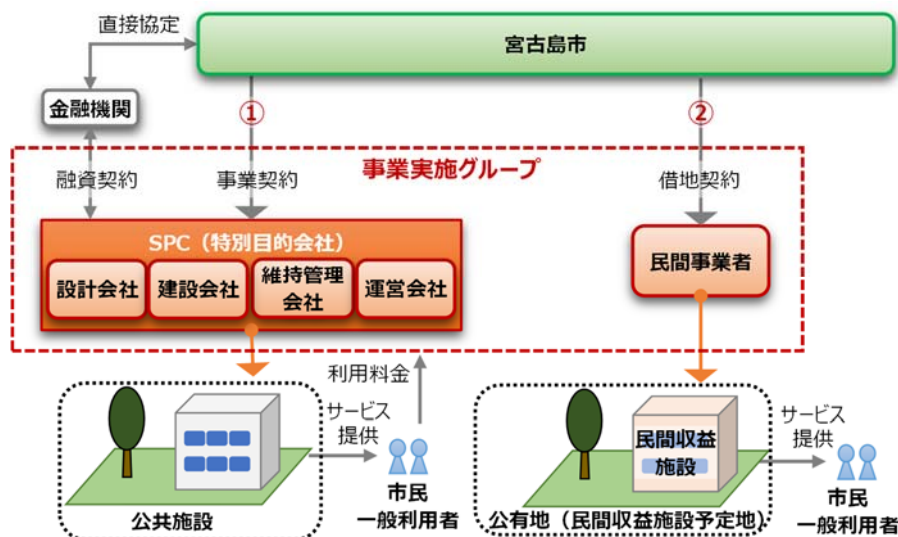 直接協定
宮古島市
金融機関
①
②
事業実施グループ
融資契約
事業契約
借地契約
SPC（特別目的会社）
設計会社
建設会社
維持管理
会社
運営会社
民間事業者
利用料金
サービス
提供
市民
一般利用者
公共施設
民間収益
施設
サービス
提供
市民
一般利用者
公有地（民間収益施設予定地）